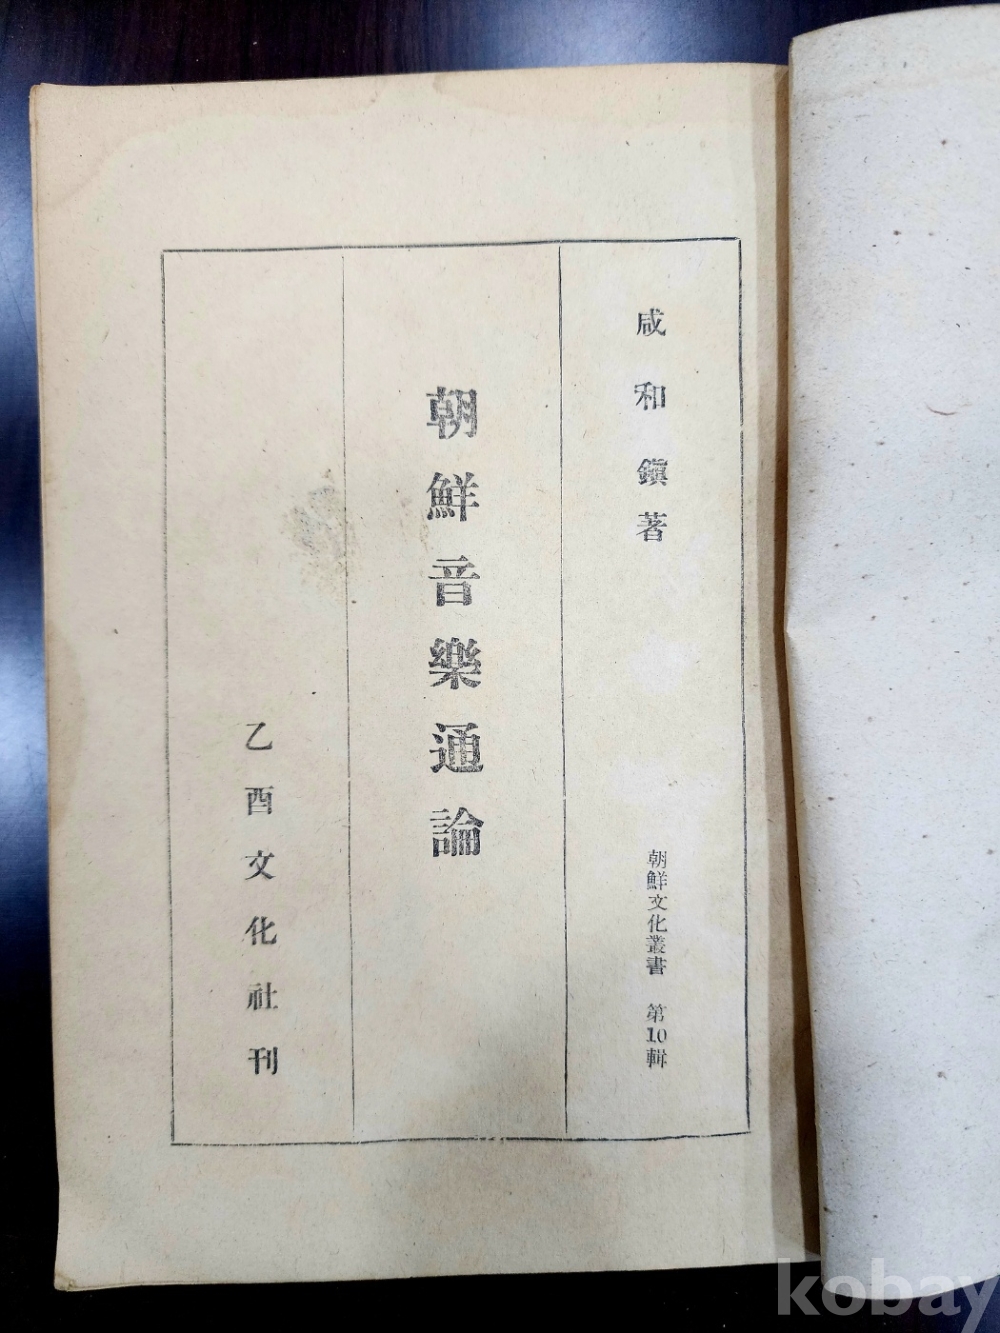 咸和鎭著
朝鮮文化叢書 第10輯
朝鮮音樂通論
乙酉文化社刊
kobay